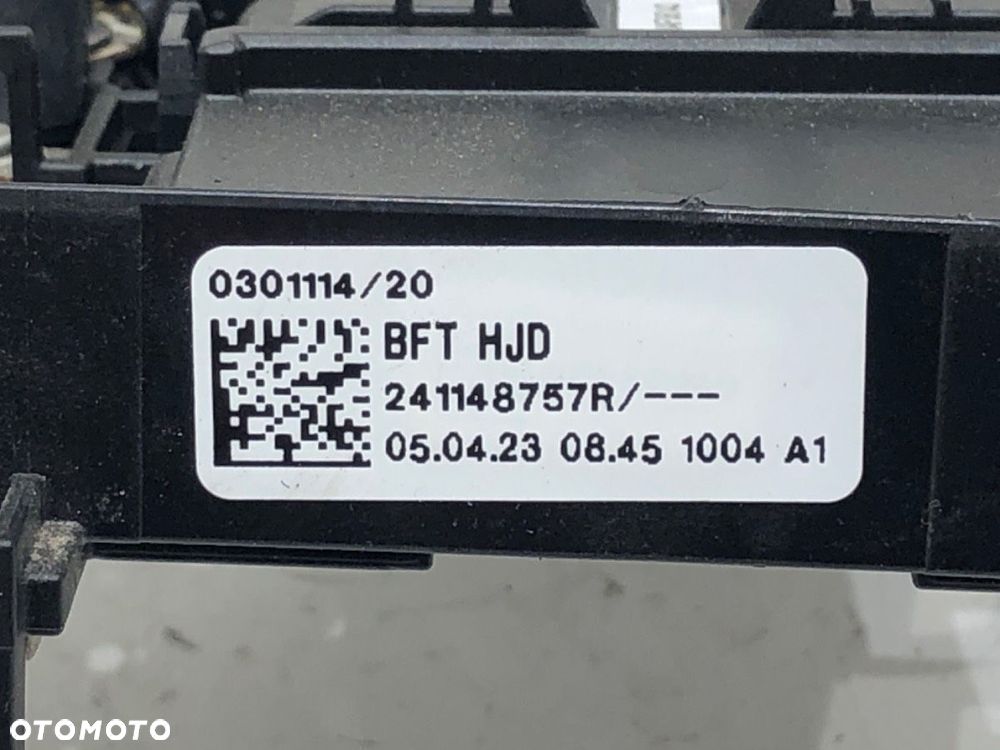 0301114/20
BFT HJD
241148757R/---
05.04.23 08.45 1004 A1
OTOMOTO